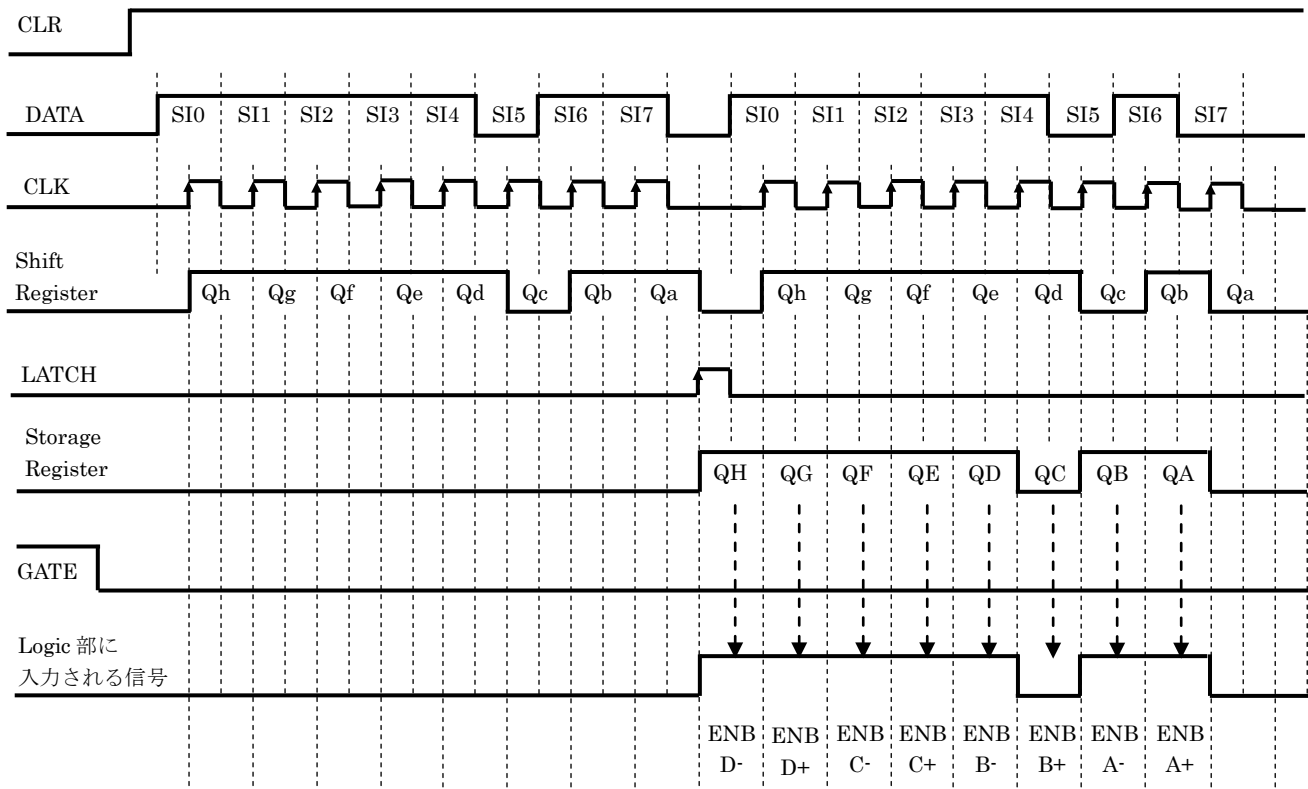 CLR
DATA SI0 SI1 SI2 SI3 SI4 SI5 SI6 SI7 SI0 SI1 SI2 SI3 SI4 SI5 SI6 SI7
CLK
Shift
Register Qh Qg Qf Qe Qd Qc Qb Qa Qh Qg Qf Qe Qd Qc Qb Qa
LATCH
Storage
Register QH QG QF QE QD QC QB QA
GATE
Logic 部に
入力される信号
ENB ENB ENB ENB ENB ENB ENB ENB
D- D+ C- C+ B- B+ A- A+